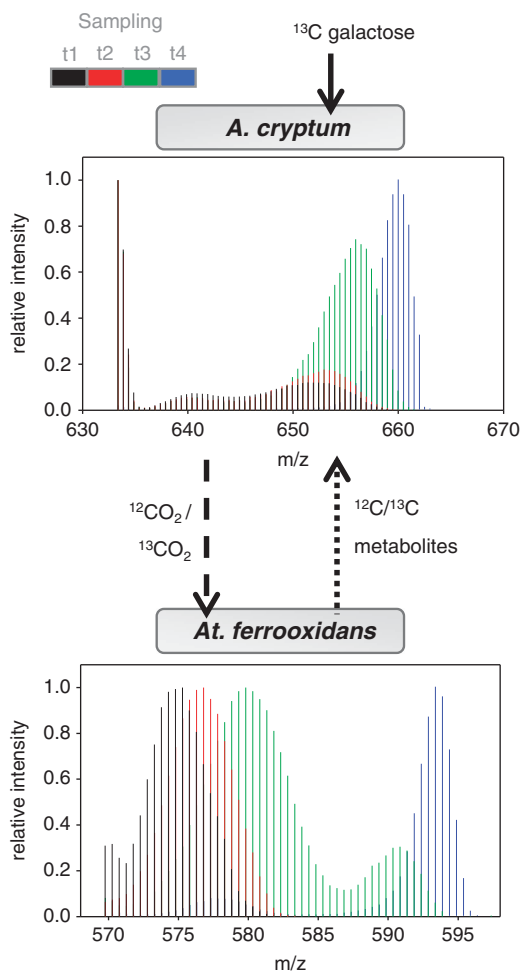 Sampling
t1 t2 t3 t4
¹³C galactose
A. cryptum
relative intensity
1.0
0.8
0.6
0.4
0.2
0.0
630 640 650 660 670
m/z
¹²CO₂ /
¹³CO₂
¹²C/¹³C
metabolites
At. ferrooxidans
relative intensity
1.0
0.8
0.6
0.4
0.2
0.0
570 575 580 585 590 595
m/z